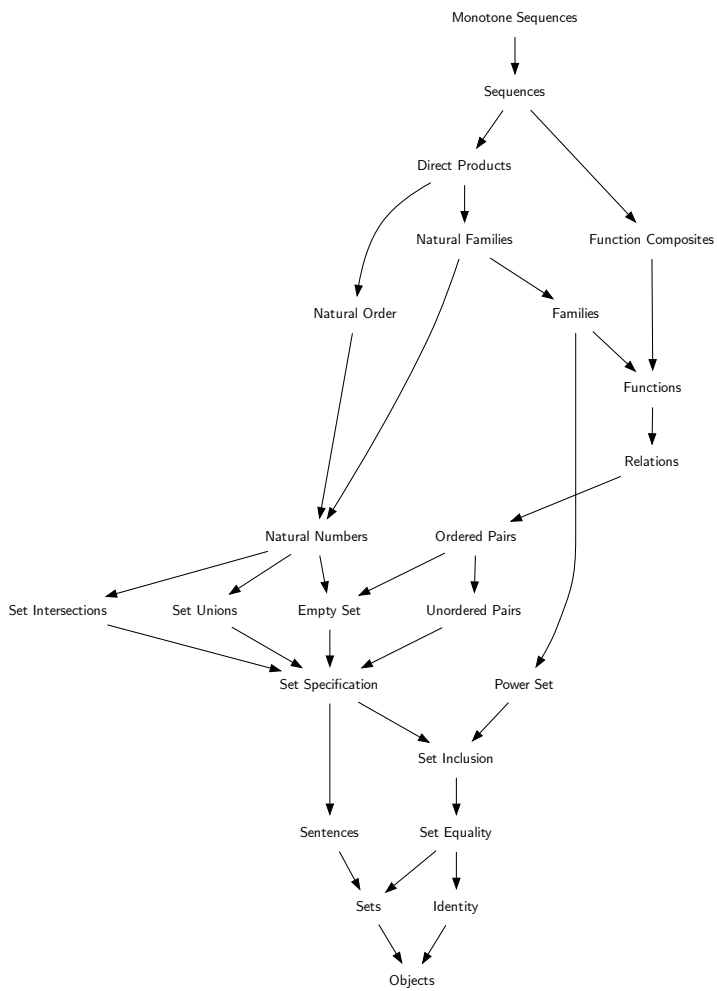 Monotone Sequences
Sequences
Direct Products
Natural Families
Function Composites
Natural Order
Families
Functions
Relations
Natural Numbers
Ordered Pairs
Set Intersections
Set Unions
Empty Set
Unordered Pairs
Set Specification
Power Set
Set Inclusion
Sentences
Set Equality
Sets
Identity
Objects